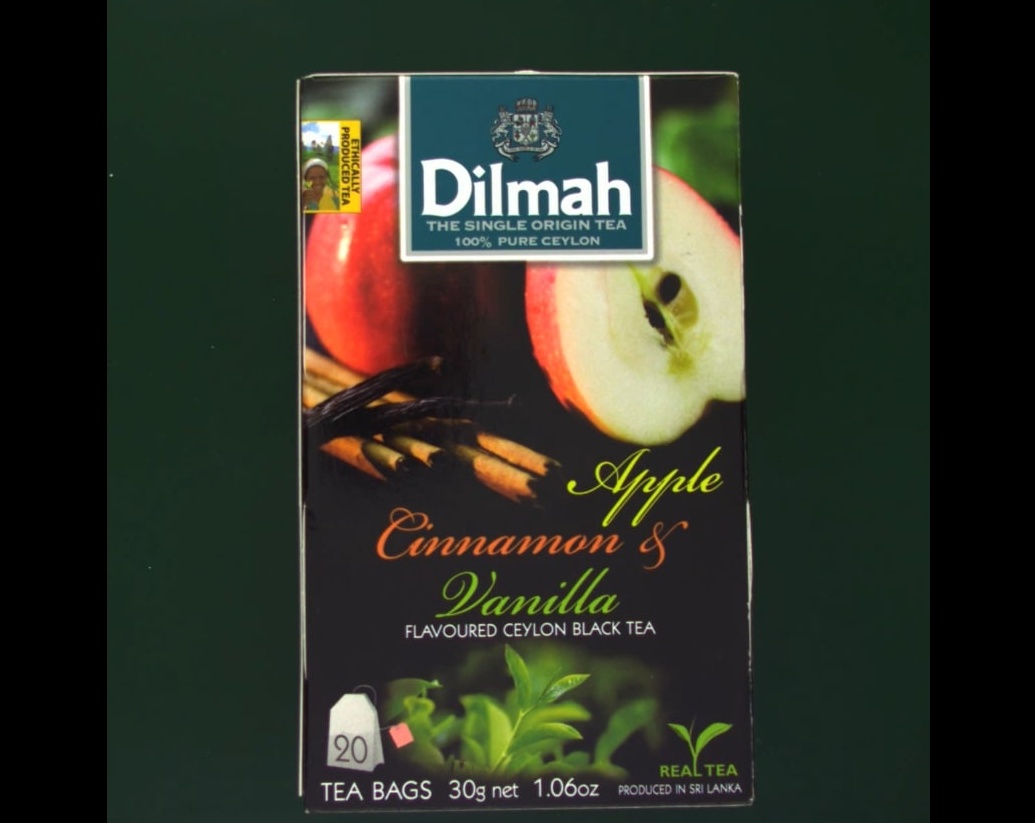 ETHICALLY
PRODUCED TEA
Dilmah
THE SINGLE ORIGIN TEA
100% PURE CEYLON
Apple
Cinnamon &
Vanilla
FLAVOURED CEYLON BLACK TEA
20
TEA BAGS 30g net 1.06oz
REAL TEA
PRODUCED IN SRI LANKA